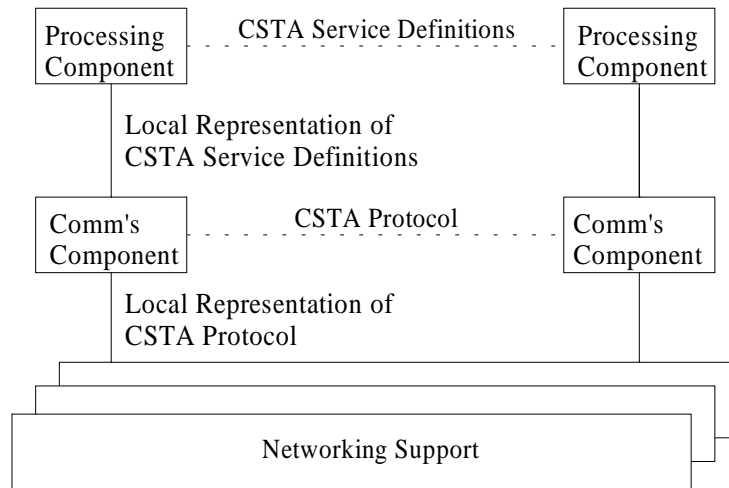 Processing
Component
CSTA Service Definitions
Processing
Component
Local Representation of
CSTA Service Definitions
Comm's
Component
CSTA Protocol
Comm's
Component
Local Representation of
CSTA Protocol
Networking Support